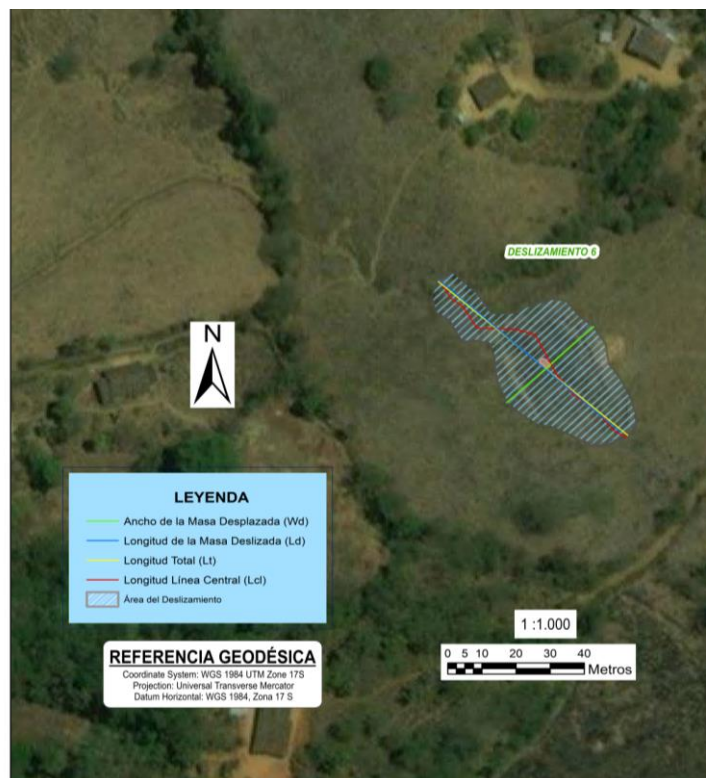 DESLIZAMIENTO 6
N
LEYENDA
Ancho de la Masa Desplazada (Wd)
Longitud de la Masa Deslizada (Ld)
Longitud Total (Lt)
Longitud Línea Central (Lcl)
Área del Deslizamiento
1 :1.000
0 5 10 20 30 40
Metros
REFERENCIA GEODÉSICA
Coordinate System: WGS 1984 UTM Zone 17S
Projection: Universal Transverse Mercator
Datum Horizontal: WGS 1984, Zona 17 S